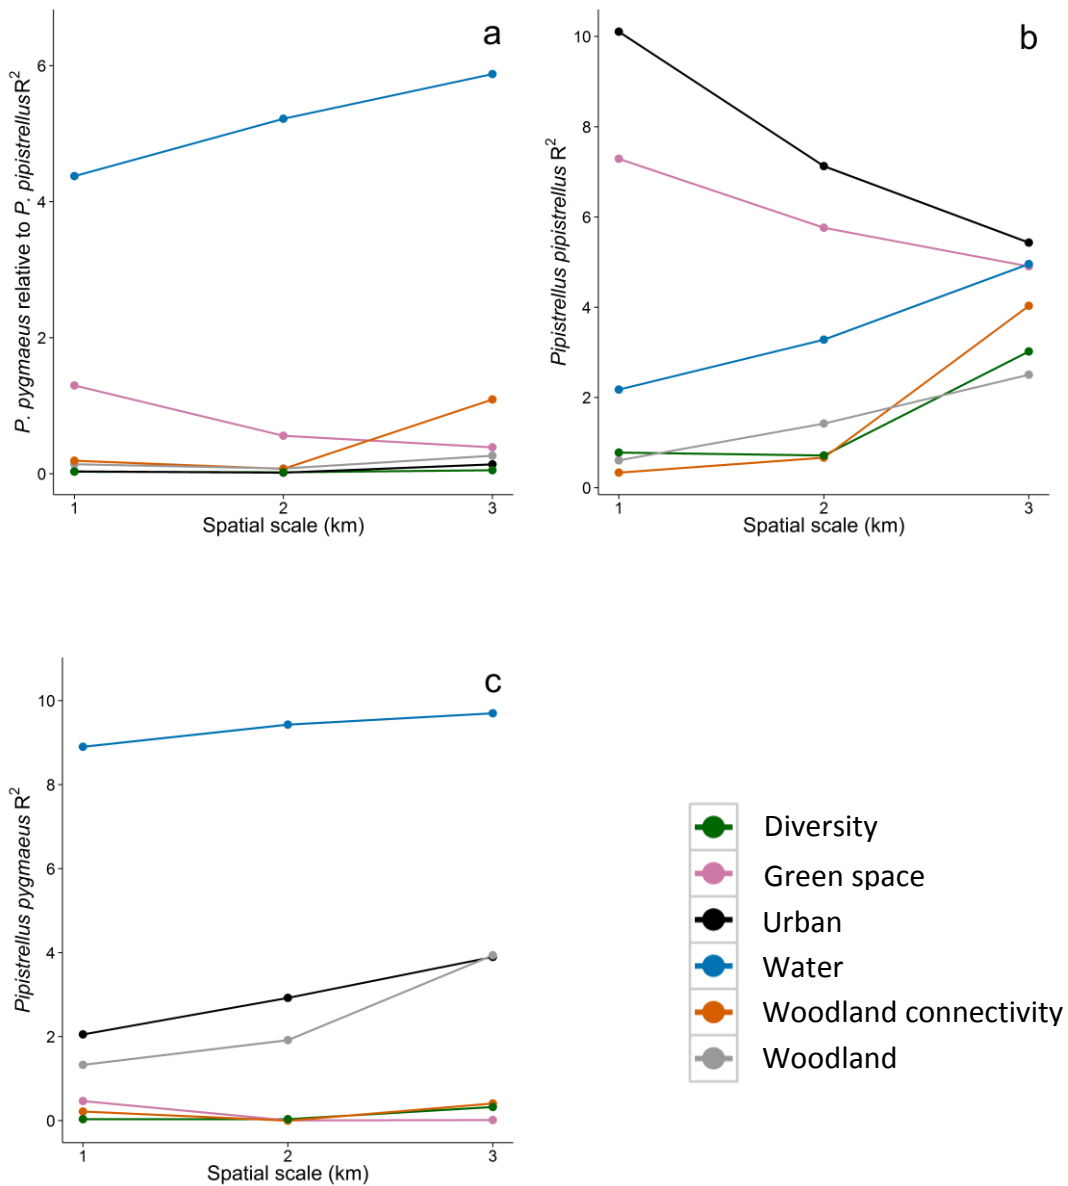 a
P. pygmaeus relative to P. pipistrellusR²
6
4
2
0
1
2
3
Spatial scale (km)
b
Pipistrellus pipistrellus R²
10
8
6
4
2
0
1
2
3
Spatial scale (km)
c
Pipistrellus pygmaeus R²
10
8
6
4
2
0
1
2
3
Spatial scale (km)
Diversity
Green space
Urban
Water
Woodland connectivity
Woodland